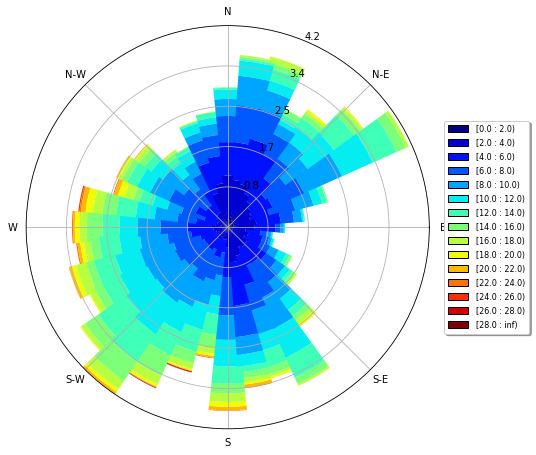 N
4.2
N-W
3.4
N-E
2.5
1.7
0.8
W
E
S-W
S-E
S
[0.0 : 2.0)
[2.0 : 4.0)
[4.0 : 6.0)
[6.0 : 8.0)
[8.0 : 10.0)
[10.0 : 12.0)
[12.0 : 14.0)
[14.0 : 16.0)
[16.0 : 18.0)
[18.0 : 20.0)
[20.0 : 22.0)
[22.0 : 24.0)
[24.0 : 26.0)
[26.0 : 28.0)
[28.0 : inf)